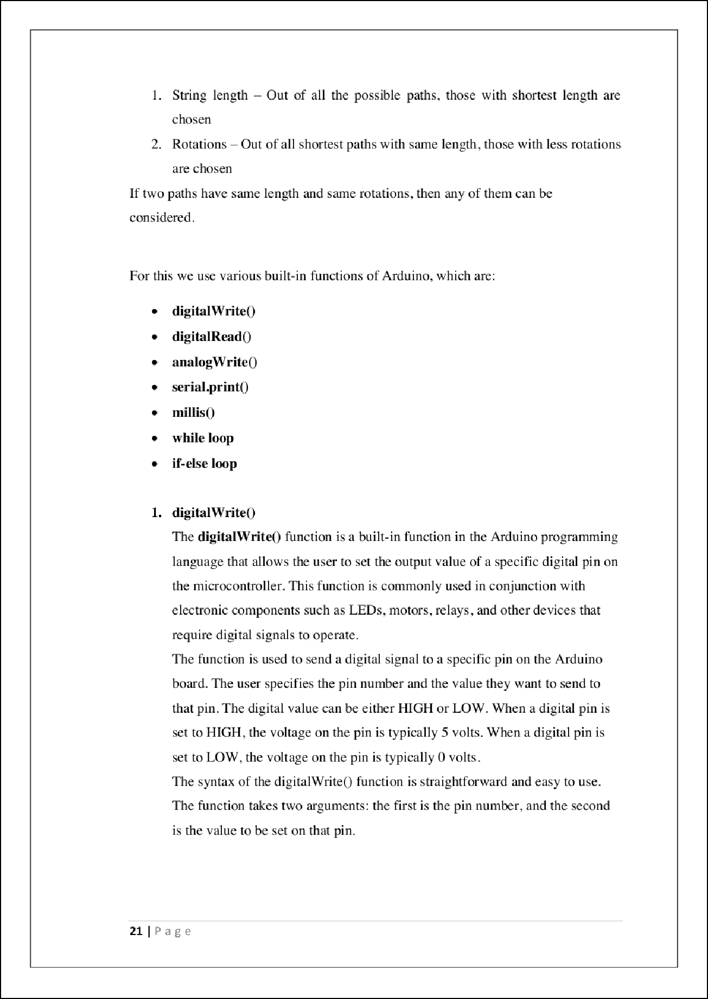 1. String length – Out of all the possible paths, those with shortest length are
chosen
2. Rotations – Out of all shortest paths with same length, those with less rotations
are chosen
If two paths have same length and same rotations, then any of them can be
considered.
For this we use various built-in functions of Arduino, which are:
• digitalWrite()
• digitalRead()
• analogWrite()
• serial.print()
• millis()
• while loop
• if-else loop
1. digitalWrite()
The digitalWrite() function is a built-in function in the Arduino programming
language that allows the user to set the output value of a specific digital pin on
the microcontroller. This function is commonly used in conjunction with
electronic components such as LEDs, motors, relays, and other devices that
require digital signals to operate.
The function is used to send a digital signal to a specific pin on the Arduino
board. The user specifies the pin number and the value they want to send to
that pin. The digital value can be either HIGH or LOW. When a digital pin is
set to HIGH, the voltage on the pin is typically 5 volts. When a digital pin is
set to LOW, the voltage on the pin is typically 0 volts.
The syntax of the digitalWrite() function is straightforward and easy to use.
The function takes two arguments: the first is the pin number, and the second
is the value to be set on that pin.
21 | P a g e